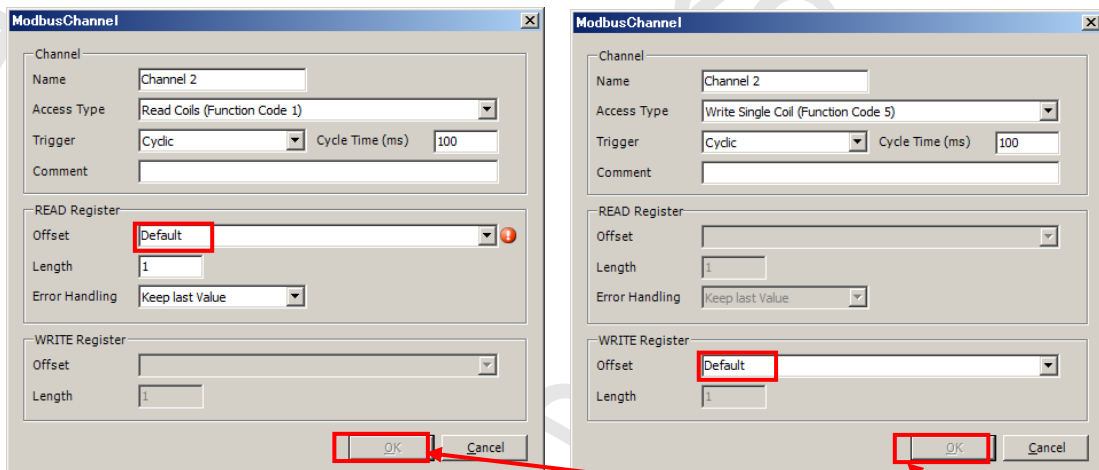 ModbusChannel
Channel
Name Channel 2
Access Type Read Coils (Function Code 1)
Trigger Cyclic Cycle Time (ms) 100
Comment
READ Register
Offset Default
Length 1
Error Handling Keep last Value
WRITE Register
Offset
Length 1
OK Cancel
ModbusChannel
Channel
Name Channel 2
Access Type Write Single Coil (Function Code 5)
Trigger Cyclic Cycle Time (ms) 100
Comment
READ Register
Offset
Length 1
Error Handling Keep last Value
WRITE Register
Offset Default
Length 1
OK Cancel